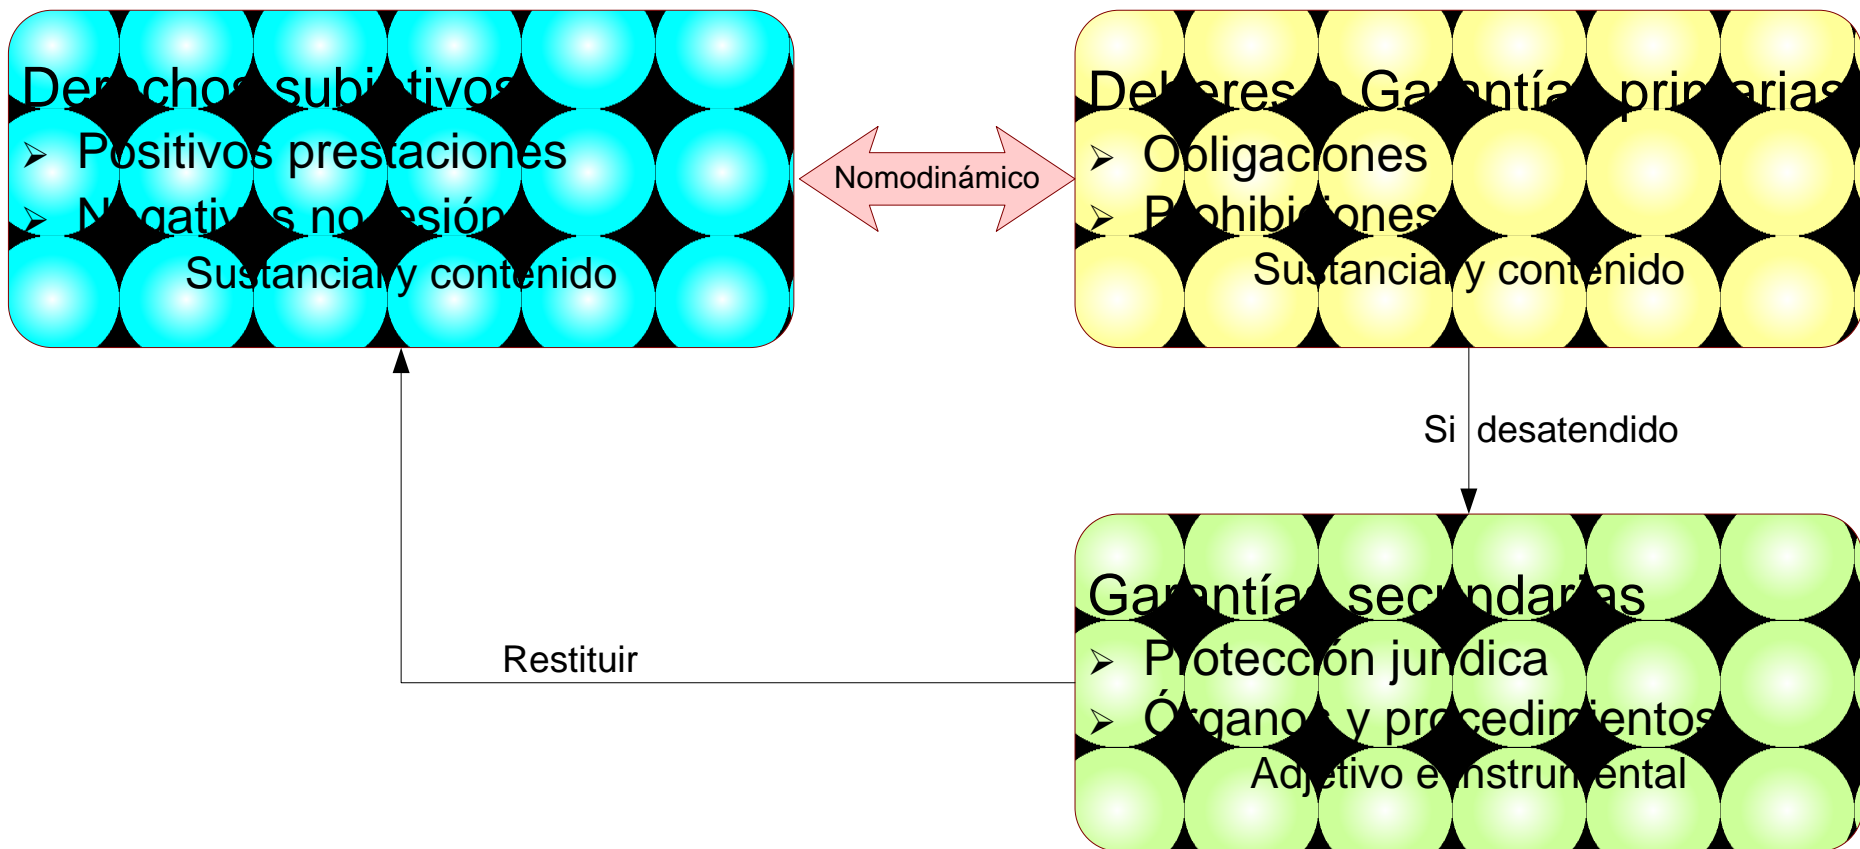 Derechos subjetivos
➢ Positivos prestaciones
➢ Negativos no lesión
Sustancial y contenido
Nomodinámico
Deberes o Garantías primarias
➢ Obligaciones
➢ Prohibiciones
Sustancial y contenido
Si desatendido
Garantías secundarias
➢ Protección jurídica
➢ Órganos y procedimientos
Adjetivo e instrumental
Restituir